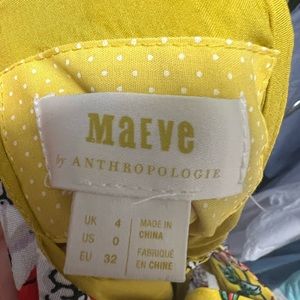 MAEVE
by ANTHROPOLOGIE
UK 4
US 0
EU 32
MADE IN
CHINA
FABRIQUÉ
EN CHINE